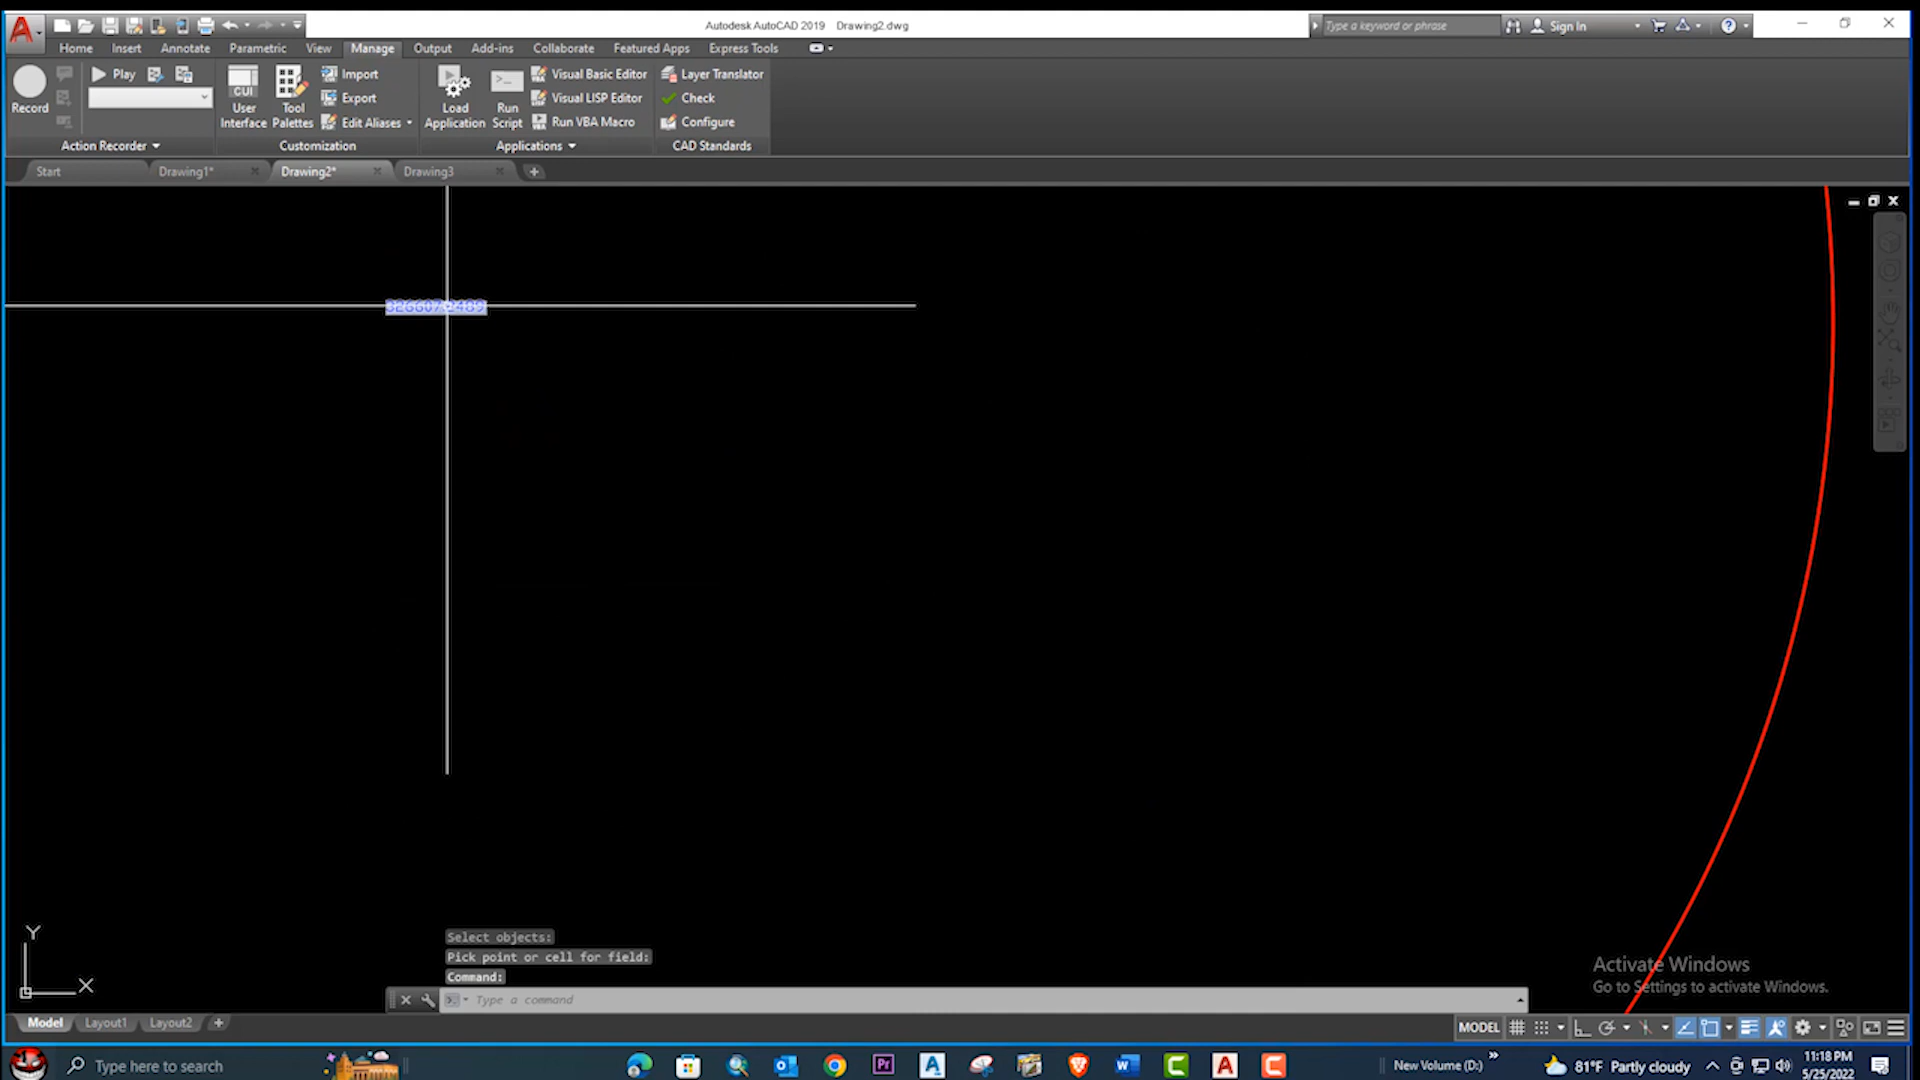 Autodesk AutoCAD 2019 Drawing2.dwg
Type a keyword or phrase
Sign In
Home Insert Annotate Parametric View Manage Output Add-ins Collaborate Featured Apps Express Tools
Record
Play
CUI
User Interface
Tool Palettes
Import
Export
Edit Aliases
Load Application
Run Script
Visual Basic Editor
Visual LISP Editor
Run VBA Macro
Layer Translator
Check
Configure
Action Recorder
Customization
Applications
CAD Standards
Start Drawing1* Drawing2* Drawing3
Y
X
Select objects:
Pick point or cell for field:
Command:
Type a command
Activate Windows
Go to Settings to activate Windows.
Model Layout1 Layout2 +
MODEL
Type here to search
New Volume (D:)
81°F Partly cloudy
11:18 PM
5/25/2022